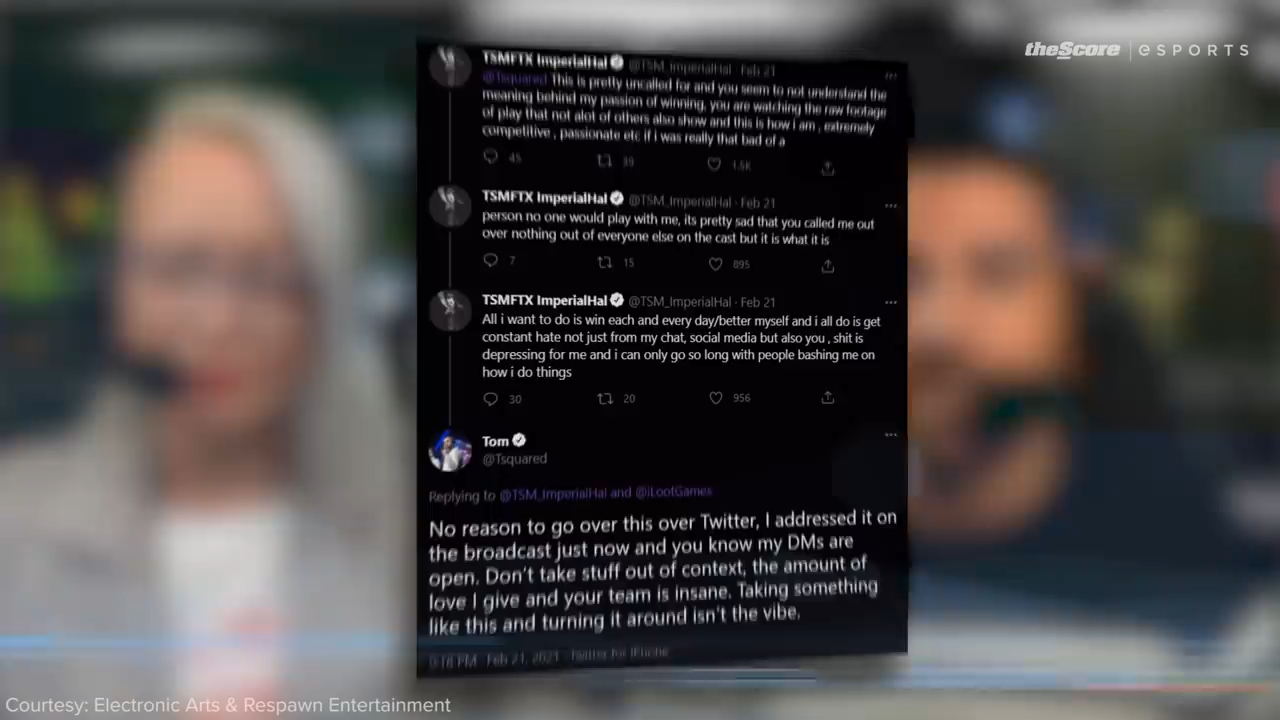 theScore | eSPORTS
TSMFTX ImperialHal @TSM_ImperialHal · Feb 21
@Tsquared This is pretty uncalled for and you seem to not understand the
meaning behind my passion of winning, you are watching the raw footage
of play that not alot of others also show and this is how i am , extremely
competitive , passionate etc if i was really that bad of a
45 39 1.5K
TSMFTX ImperialHal @TSM_ImperialHal · Feb 21
person no one would play with me, its pretty sad that you called me out
over nothing out of everyone else on the cast but it is what it is
7 15 895
TSMFTX ImperialHal @TSM_ImperialHal · Feb 21
All i want to do is win each and every day/better myself and i all do is get
constant hate not just from my chat, social media but also you , shit is
depressing for me and i can only go so long with people bashing me on
how i do things
30 20 956
Tom
@Tsquared
Replying to @TSM_ImperialHal and @iLootGames
No reason to go over this over Twitter, I addressed it on
the broadcast just now and you know my DMs are
open. Don't take stuff out of context, the amount of
love I give and your team is insane. Taking something
like this and turning it around isn't the vibe.
PM · Feb 21, 2021 · Twitter for iPhone
Courtesy: Electronic Arts & Respawn Entertainment